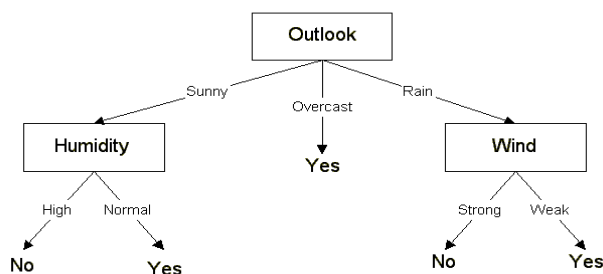 Outlook
Sunny
Overcast
Rain
Humidity
Yes
Wind
High
Normal
Strong
Weak
No
Yes
No
Yes